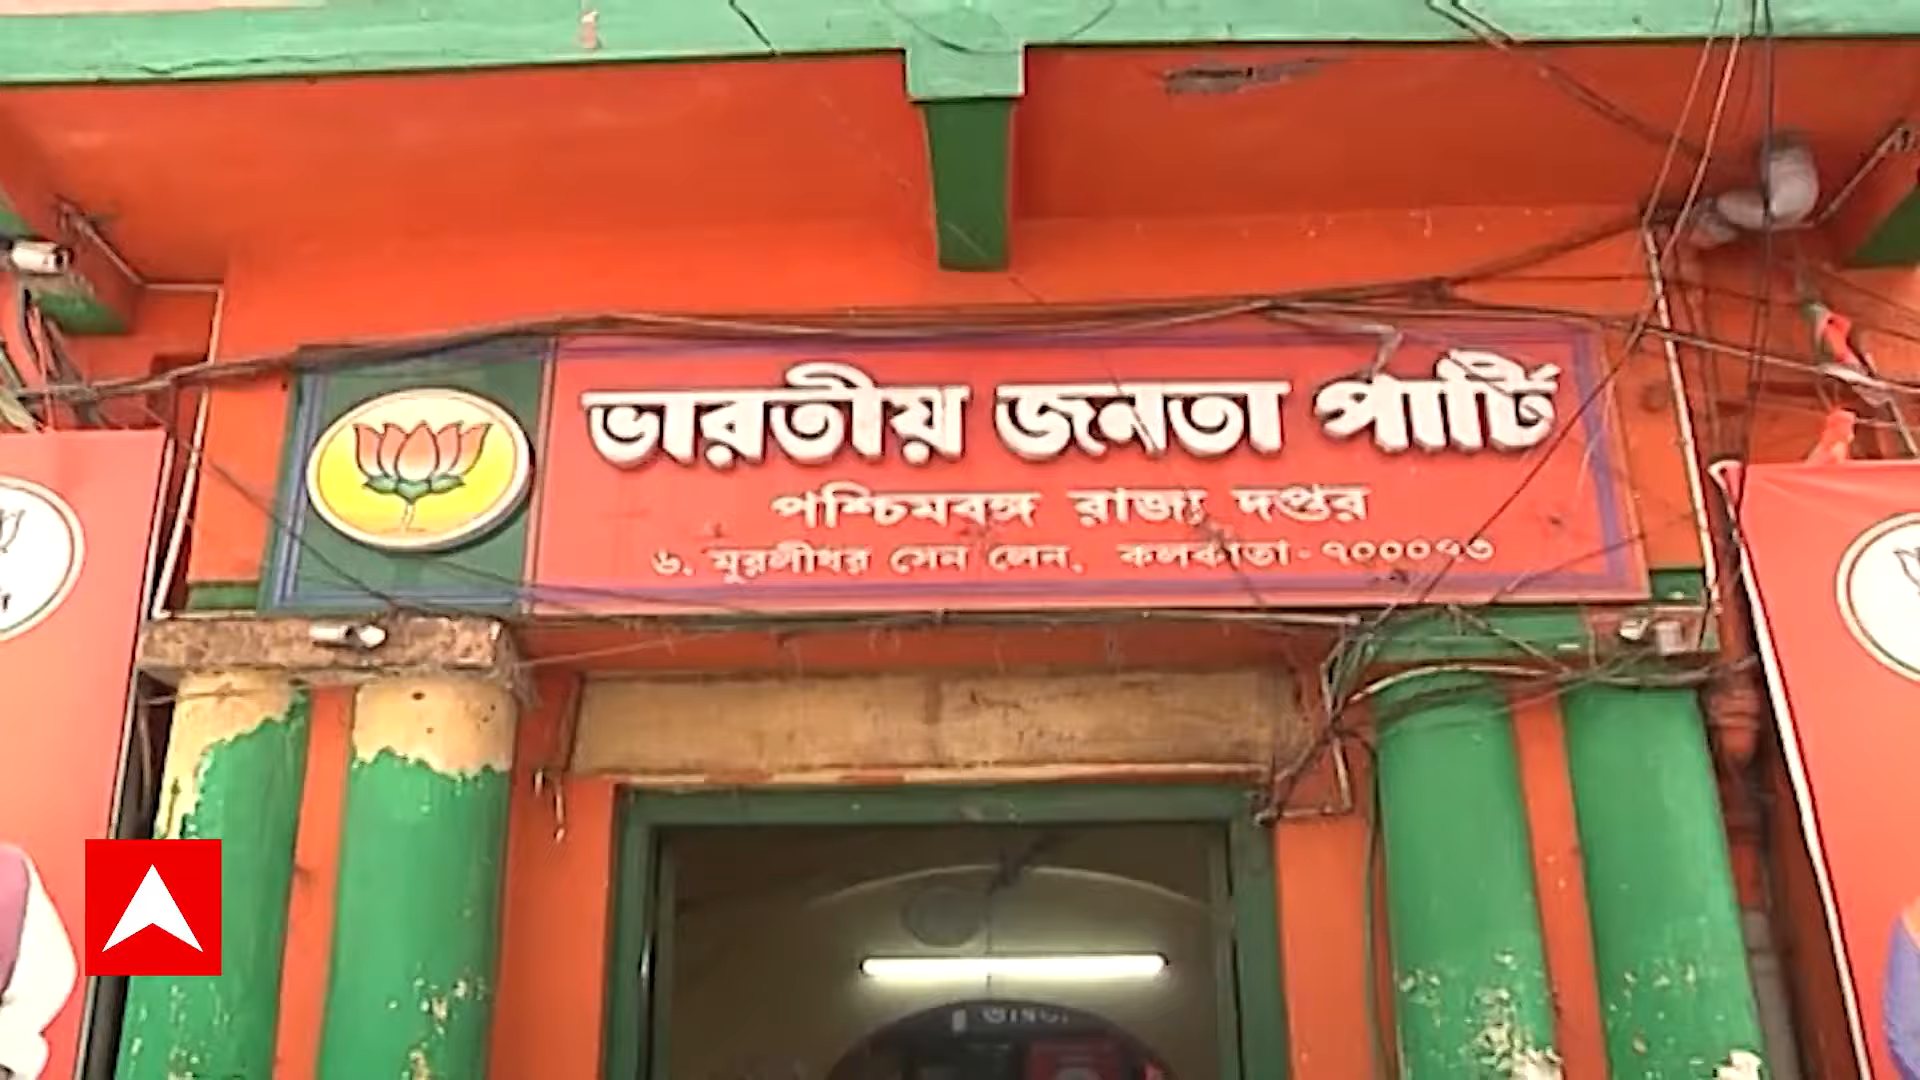 ভারতীয় জনতা পার্টি
পশ্চিমবঙ্গ রাজ্য দপ্তর
৬, মুরলীধর সেন লেন, কলকাতা - ৭০০০৭৩